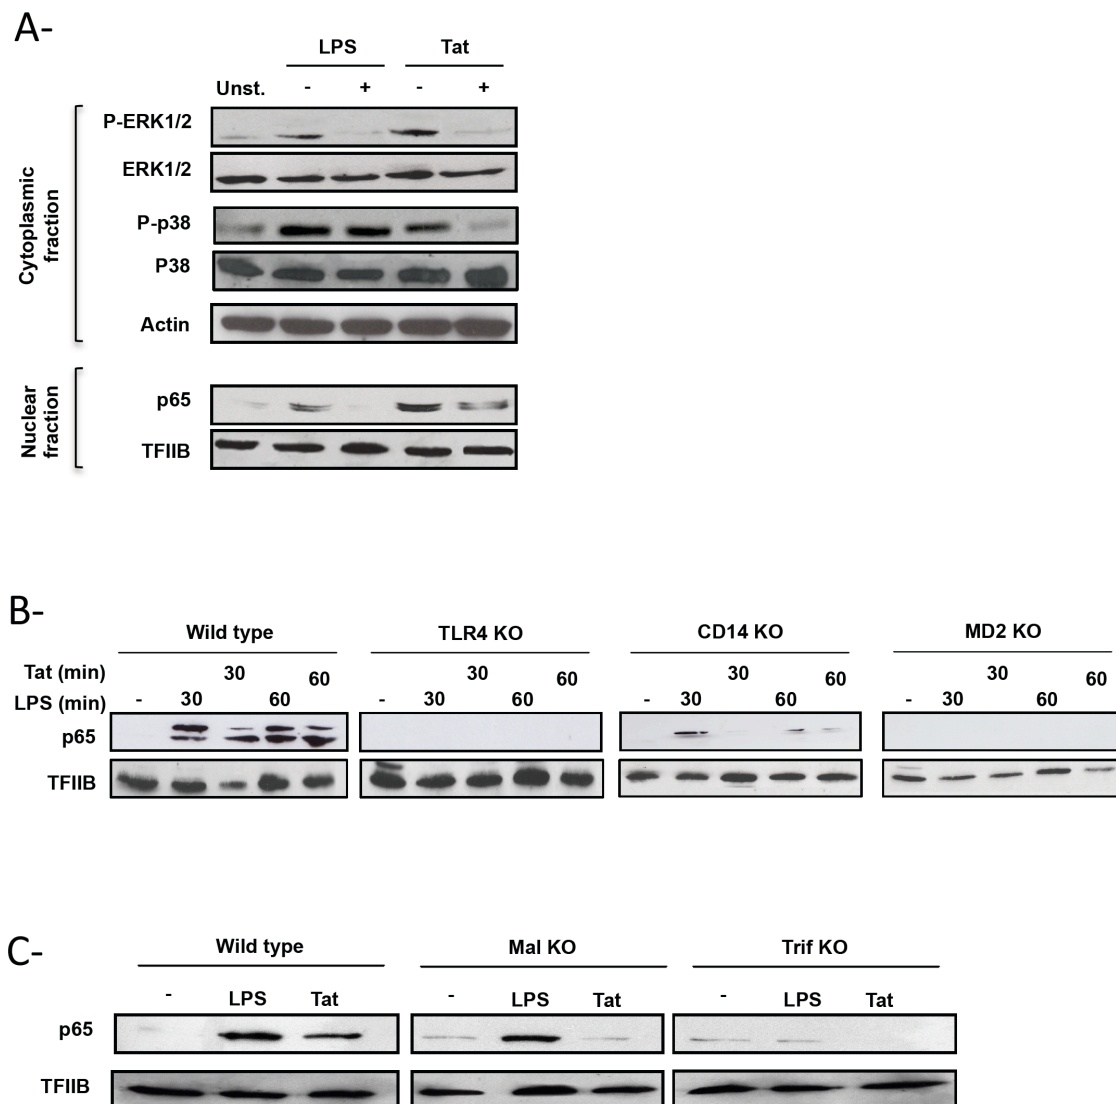 A-
LPS Tat
Unst. - + - +
Cytoplasmic fraction
P-ERK1/2
ERK1/2
P-p38
P38
Actin
Nuclear fraction
p65
TFIIB
B-
Wild type TLR4 KO CD14 KO MD2 KO
Tat (min) 30 60 30 60 30 60 30 60
LPS (min) - 30 60 - 30 60 - 30 60 - 30 60
p65
TFIIB
C-
Wild type Mal KO Trif KO
- LPS Tat - LPS Tat - LPS Tat
p65
TFIIB